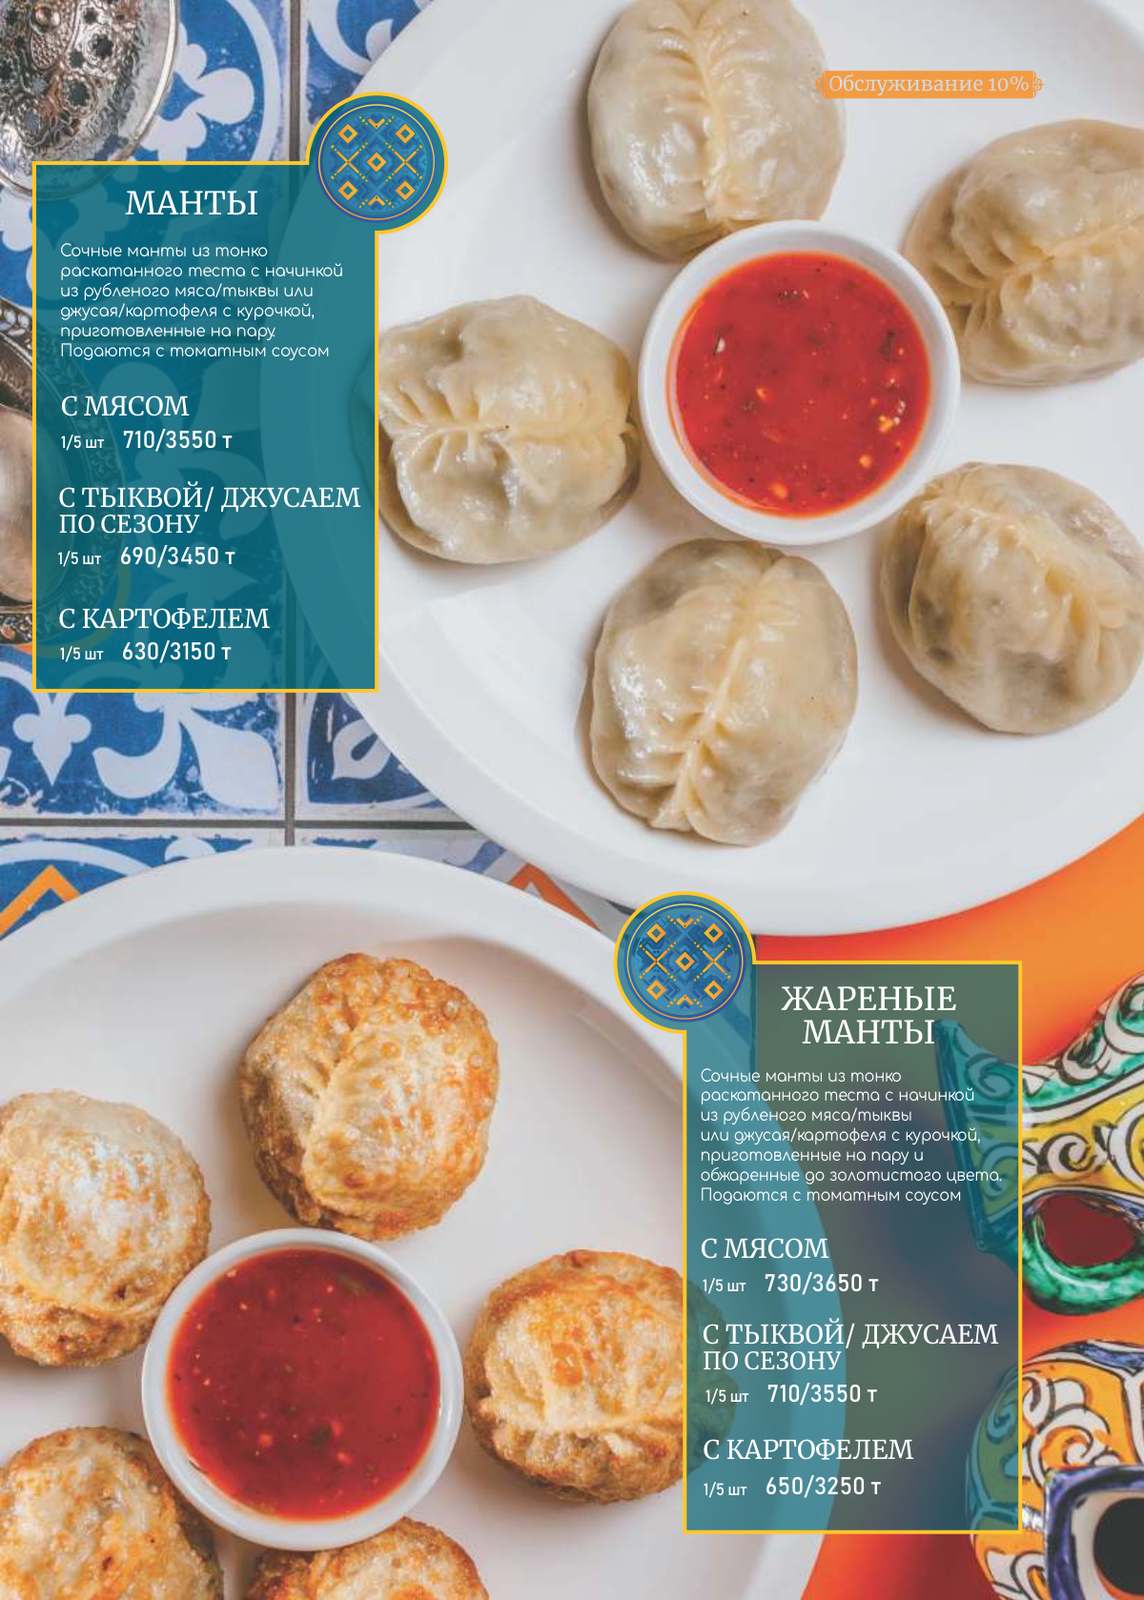 Обслуживание 10%
МАНТЫ
Сочные манты из тонко
раскатанного теста с начинкой
из рубленого мяса/тыквы или
джусая/картофеля с курочкой,
приготовленные на пару.
Подаются с томатным соусом
С МЯСОМ
1/5 шт 710/3550 т
С ТЫКВОЙ/ ДЖУСАЕМ
ПО СЕЗОНУ
1/5 шт 690/3450 т
С КАРТОФЕЛЕМ
1/5 шт 630/3150 т
ЖАРЕНЫЕ
МАНТЫ
Сочные манты из тонко
раскатанного теста с начинкой
из рубленого мяса/тыквы
или джусая/картофеля с курочкой,
приготовленные на пару и
обжаренные до золотистого цвета.
Подаются с томатным соусом
С МЯСОМ
1/5 шт 730/3650 т
С ТЫКВОЙ/ ДЖУСАЕМ
ПО СЕЗОНУ
1/5 шт 710/3550 т
С КАРТОФЕЛЕМ
1/5 шт 650/3250 т